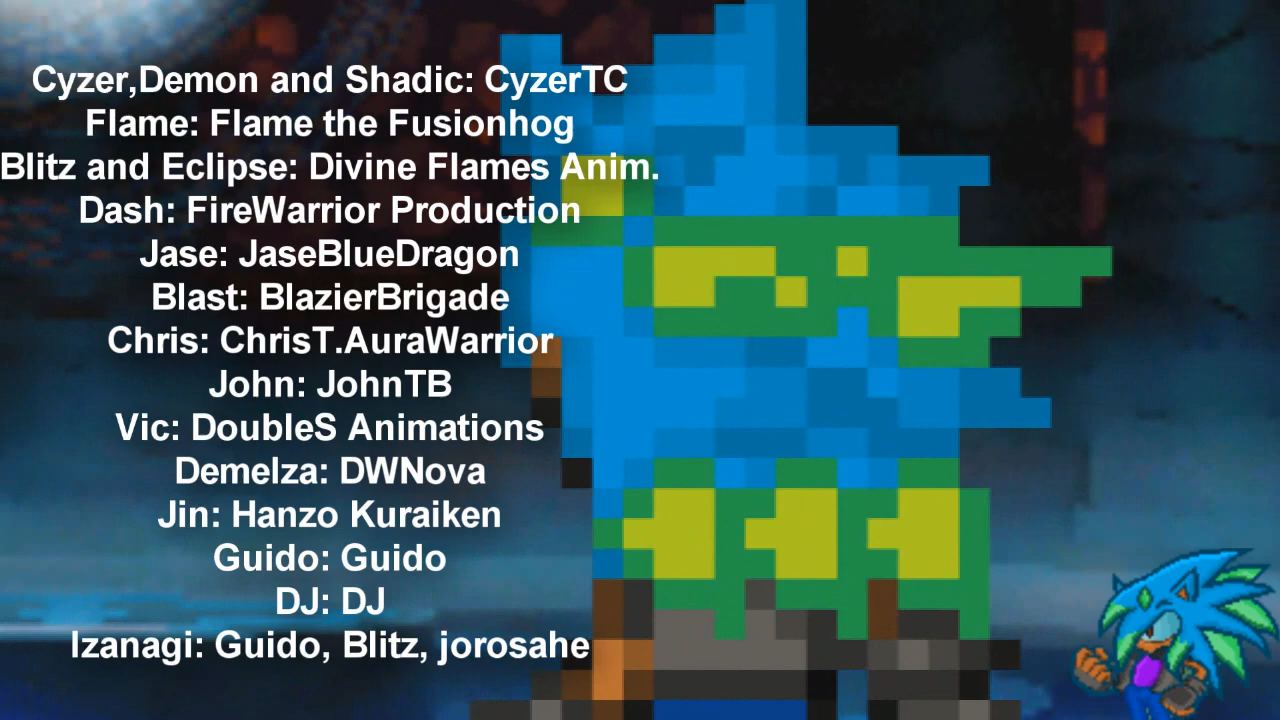 Cyzer,Demon and Shadic: CyzerTC
Flame: Flame the Fusionhog
Blitz and Eclipse: Divine Flames Anim.
Dash: FireWarrior Production
Jase: JaseBlueDragon
Blast: BlazierBrigade
Chris: ChrisT.AuraWarrior
John: JohnTB
Vic: DoubleS Animations
Demelza: DWNova
Jin: Hanzo Kuraiken
Guido: Guido
DJ: DJ
Izanagi: Guido, Blitz, jorosahe